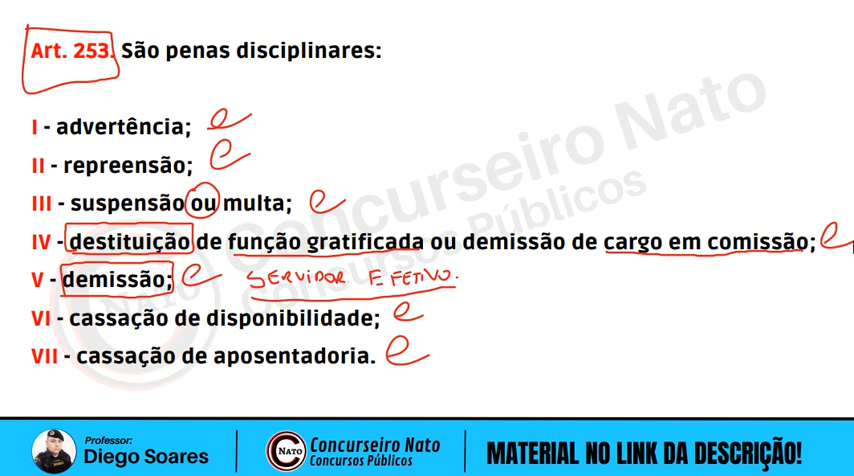 Art. 253. São penas disciplinares:
I - advertência; e
II - repreensão; e
III - suspensão ou multa; e
IV - destituição de função gratificada ou demissão de cargo em comissão; e
V - demissão; e SERVIDOR EFETIVO.
VI - cassação de disponibilidade; e
VII - cassação de aposentadoria. e
Concurseiro Nato
Concursos Públicos
NATO
Professor:
Diego Soares
NATO
Concurseiro Nato
Concursos Públicos
MATERIAL NO LINK DA DESCRIÇÃO!